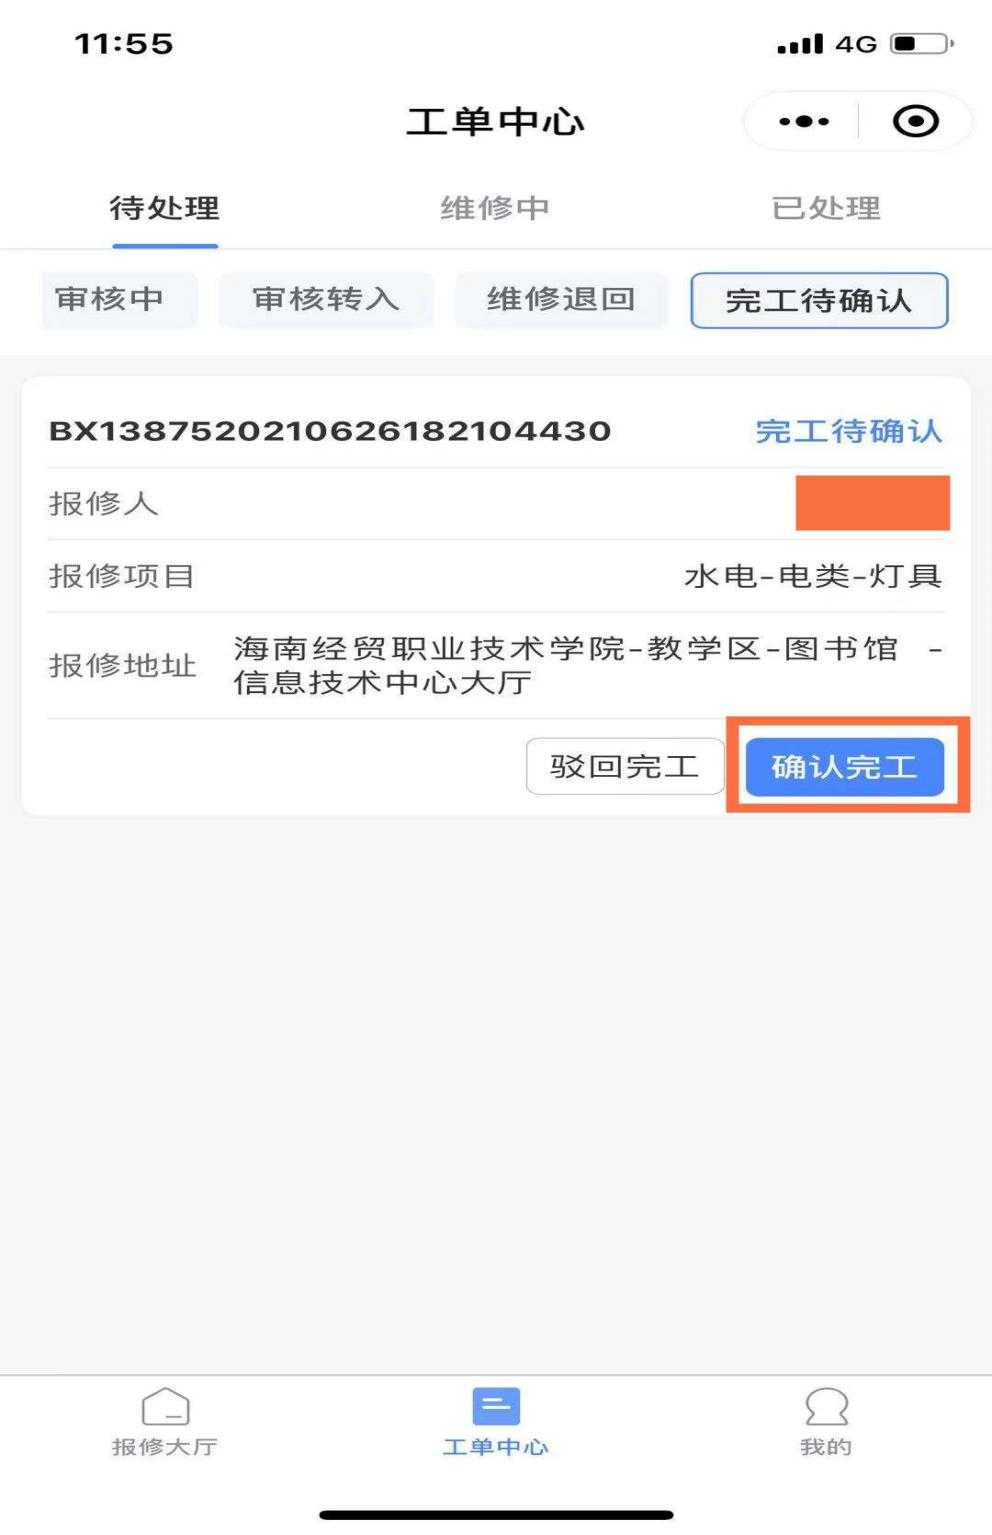 11:55
4G
工单中心
待处理
维修中
已处理
审核中
审核转入
维修退回
完工待确认
BX13875202106261821044​30
完工待确认
报修人
报修项目
水电-电类-灯具
报修地址
海南经贸职业技术学院-教学区-图书馆 -
信息技术中心大厅
驳回完工
确认完工
报修大厅
工单中心
我的